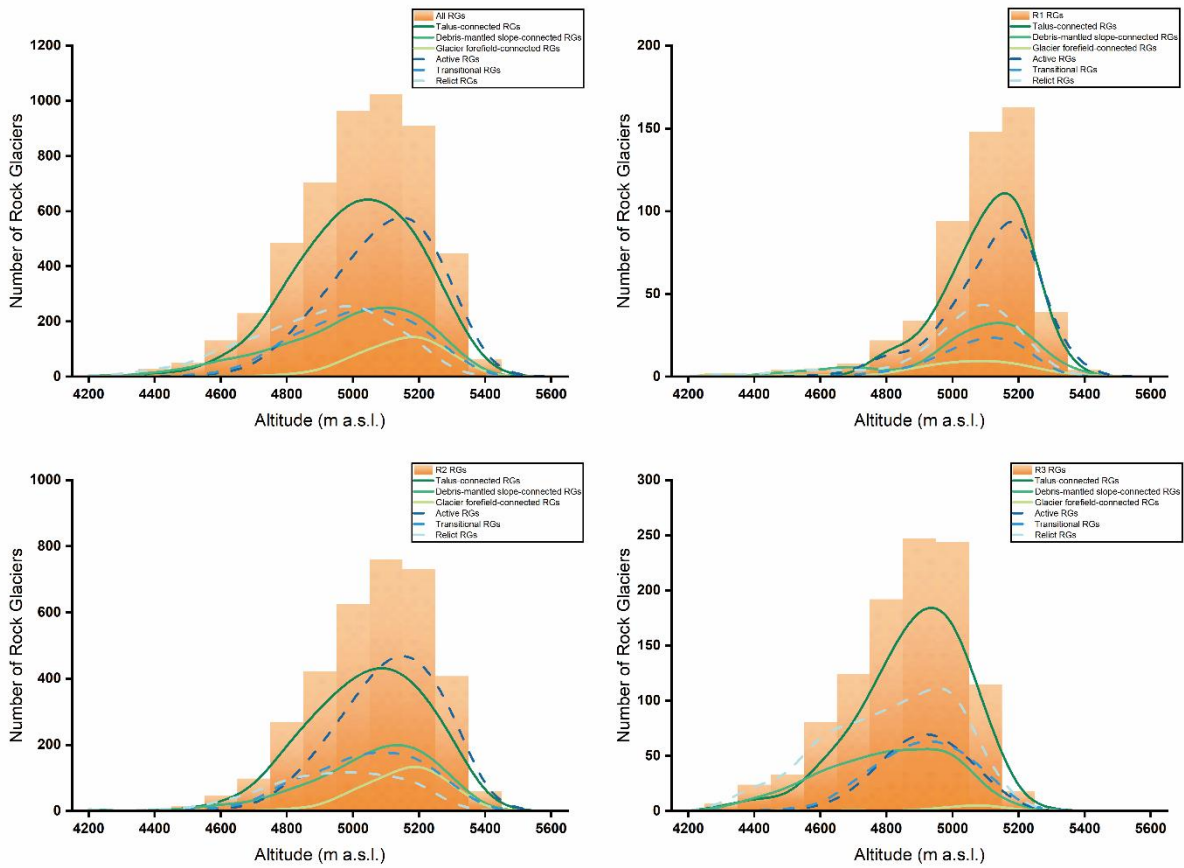 All RGs
Talus-connected RGs
Debris-mantled slope-connected RGs
Glacier forefield-connected RGs
Active RGs
Transitional RGs
Relict RGs
1200
1000
800
600
400
200
0
Number of Rock Glaciers
4200 4400 4600 4800 5000 5200 5400 5600
Altitude (m a.s.l.)
R1 RGs
Talus-connected RGs
Debris-mantled slope-connected RGs
Glacier forefield-connected RGs
Active RGs
Transitional RGs
Relict RGs
200
150
100
50
0
Number of Rock Glaciers
4200 4400 4600 4800 5000 5200 5400 5600
Altitude (m a.s.l.)
R2 RGs
Talus-connected RGs
Debris-mantled slope-connected RGs
Glacier forefield-connected RGs
Active RGs
Transitional RGs
Relict RGs
1000
800
600
400
200
0
Number of Rock Glaciers
4200 4400 4600 4800 5000 5200 5400 5600
Altitude (m a.s.l.)
R3 RGs
Talus-connected RGs
Debris-mantled slope-connected RGs
Glacier forefield-connected RGs
Active RGs
Transitional RGs
Relict RGs
300
250
200
150
100
50
0
Number of Rock Glaciers
4200 4400 4600 4800 5000 5200 5400 5600
Altitude (m a.s.l.)